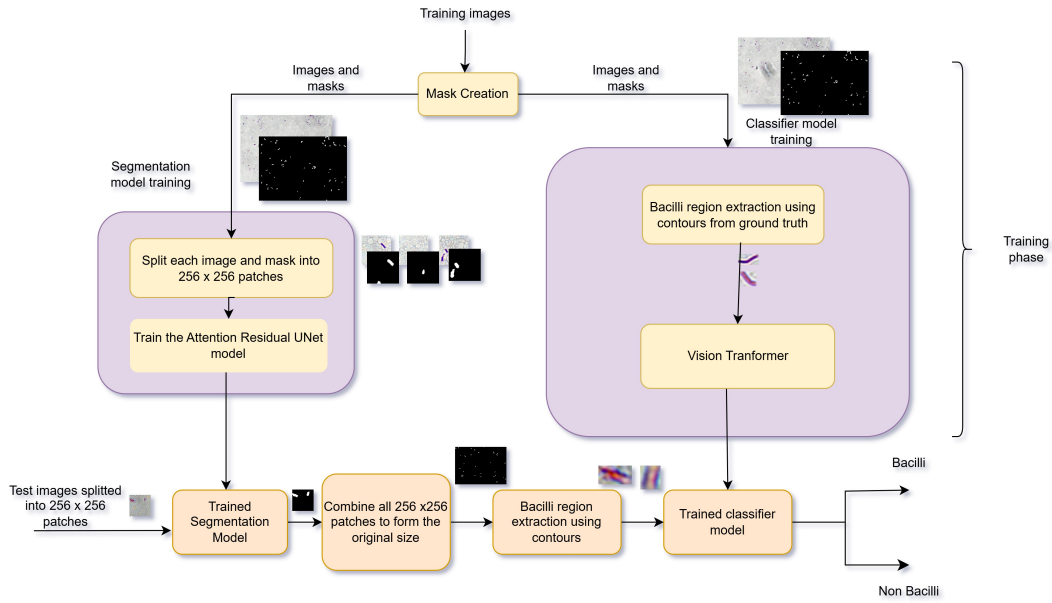 Training images
Images and
masks
Mask Creation
Images and
masks
Classifier model
training
Segmentation
model training
Bacilli region extraction using
contours from ground truth
Split each image and mask into
256 x 256 patches
Training
phase
Train the Attention Residual UNet
model
Vision Tranformer
Bacilli
Test images splitted
into 256 x 256
patches
Trained
Segmentation
Model
Combine all 256 x256
patches to form the
original size
Bacilli region
extraction using
contours
Trained classifier
model
Non Bacilli